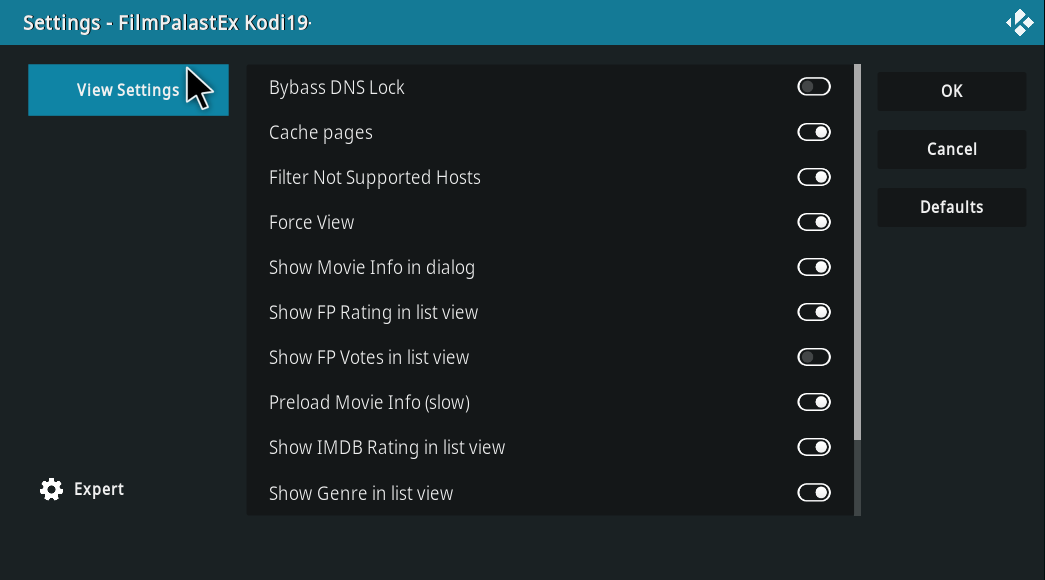 Settings - FilmPalastEx Kodi19·
View Settings
Bybass DNS Lock
Cache pages
Filter Not Supported Hosts
Force View
Show Movie Info in dialog
Show FP Rating in list view
Show FP Votes in list view
Preload Movie Info (slow)
Show IMDB Rating in list view
Show Genre in list view
OK
Cancel
Defaults
Expert